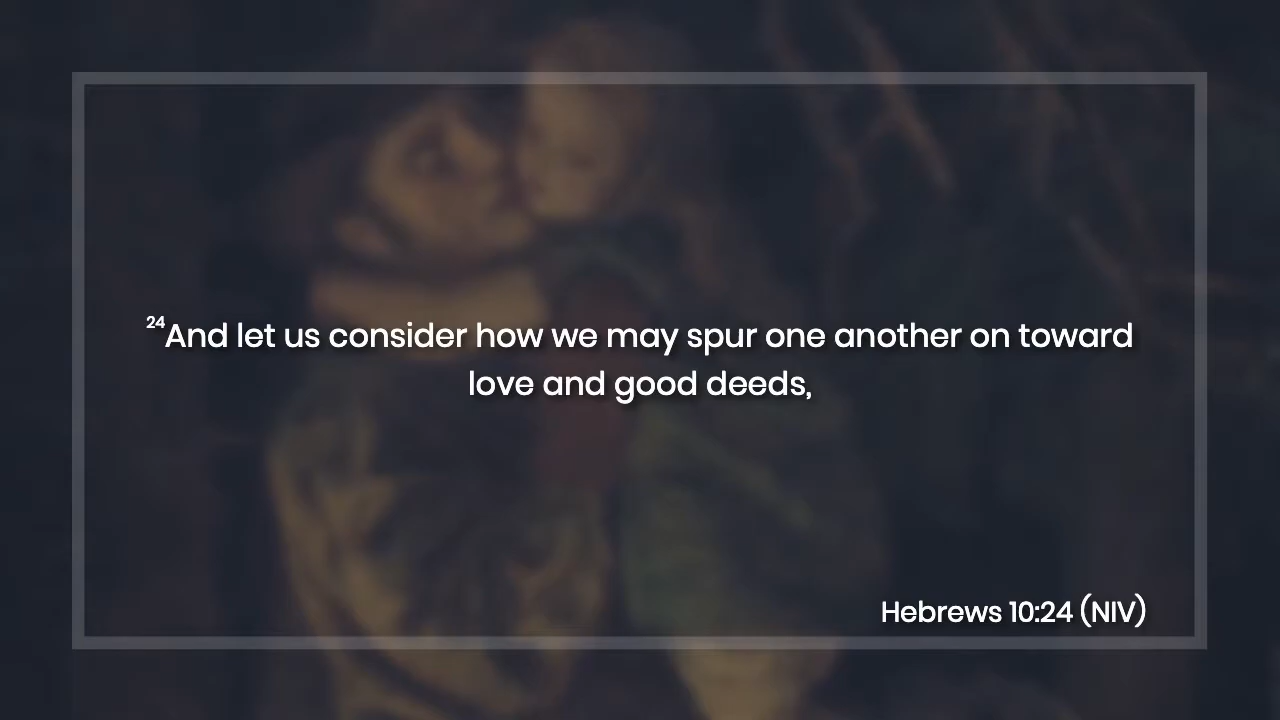 24And let us consider how we may spur one another on toward
love and good deeds,
Hebrews 10:24 (NIV)